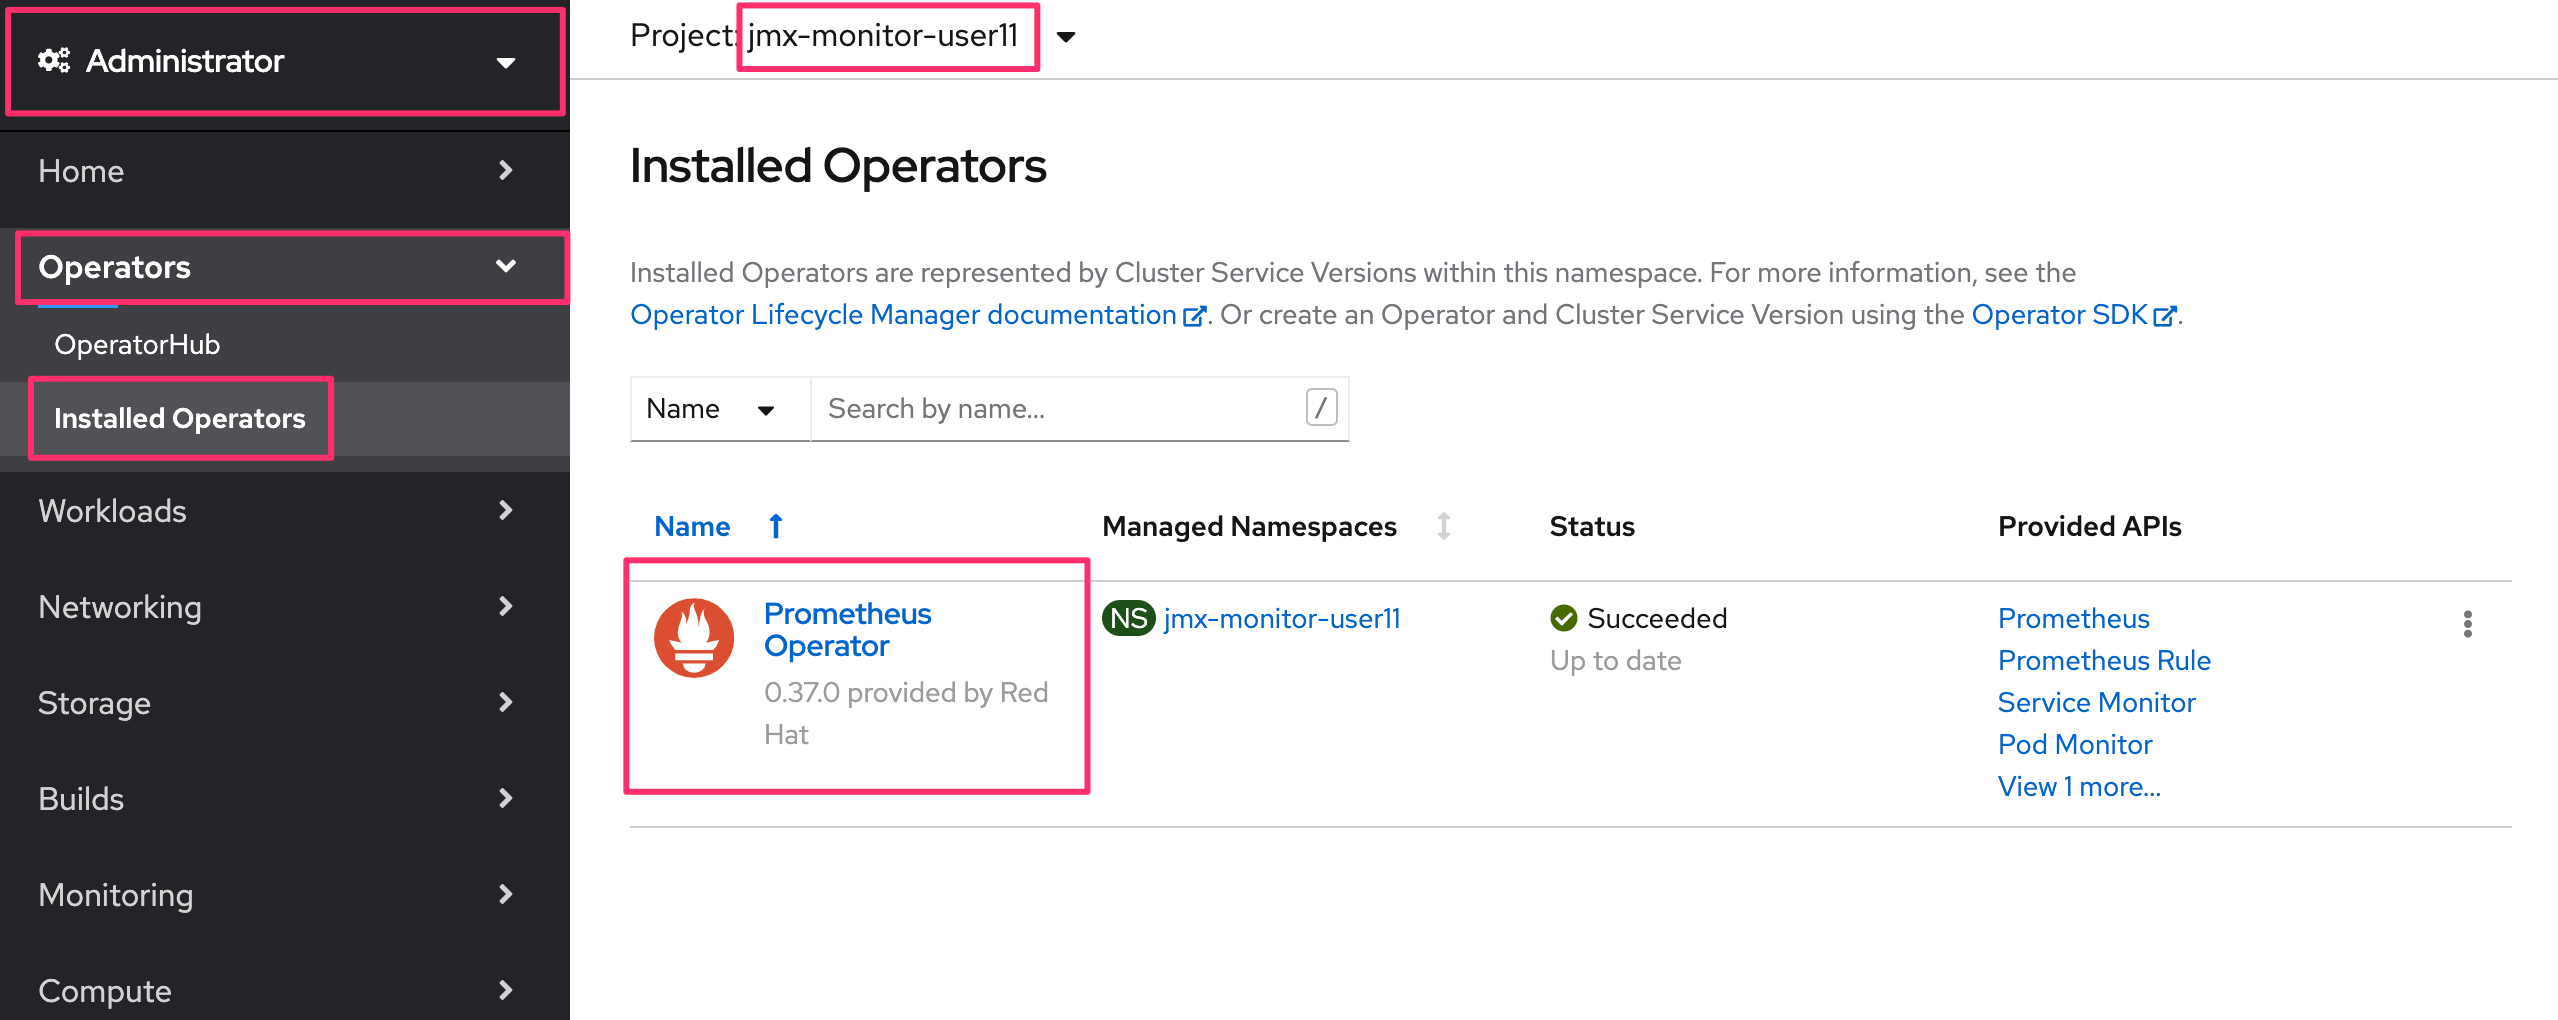 Administrator
Home
Operators
OperatorHub
Installed Operators
Workloads
Networking
Storage
Builds
Monitoring
Compute
Project: jmx-monitor-user11
Installed Operators
Installed Operators are represented by Cluster Service Versions within this namespace. For more information, see the
Operator Lifecycle Manager documentation. Or create an Operator and Cluster Service Version using the Operator SDK.
Name Search by name... /
Name Managed Namespaces Status Provided APIs
Prometheus
Operator
0.37.0 provided by Red
Hat
NS jmx-monitor-user11
Succeeded
Up to date
Prometheus
Prometheus Rule
Service Monitor
Pod Monitor
View 1 more...